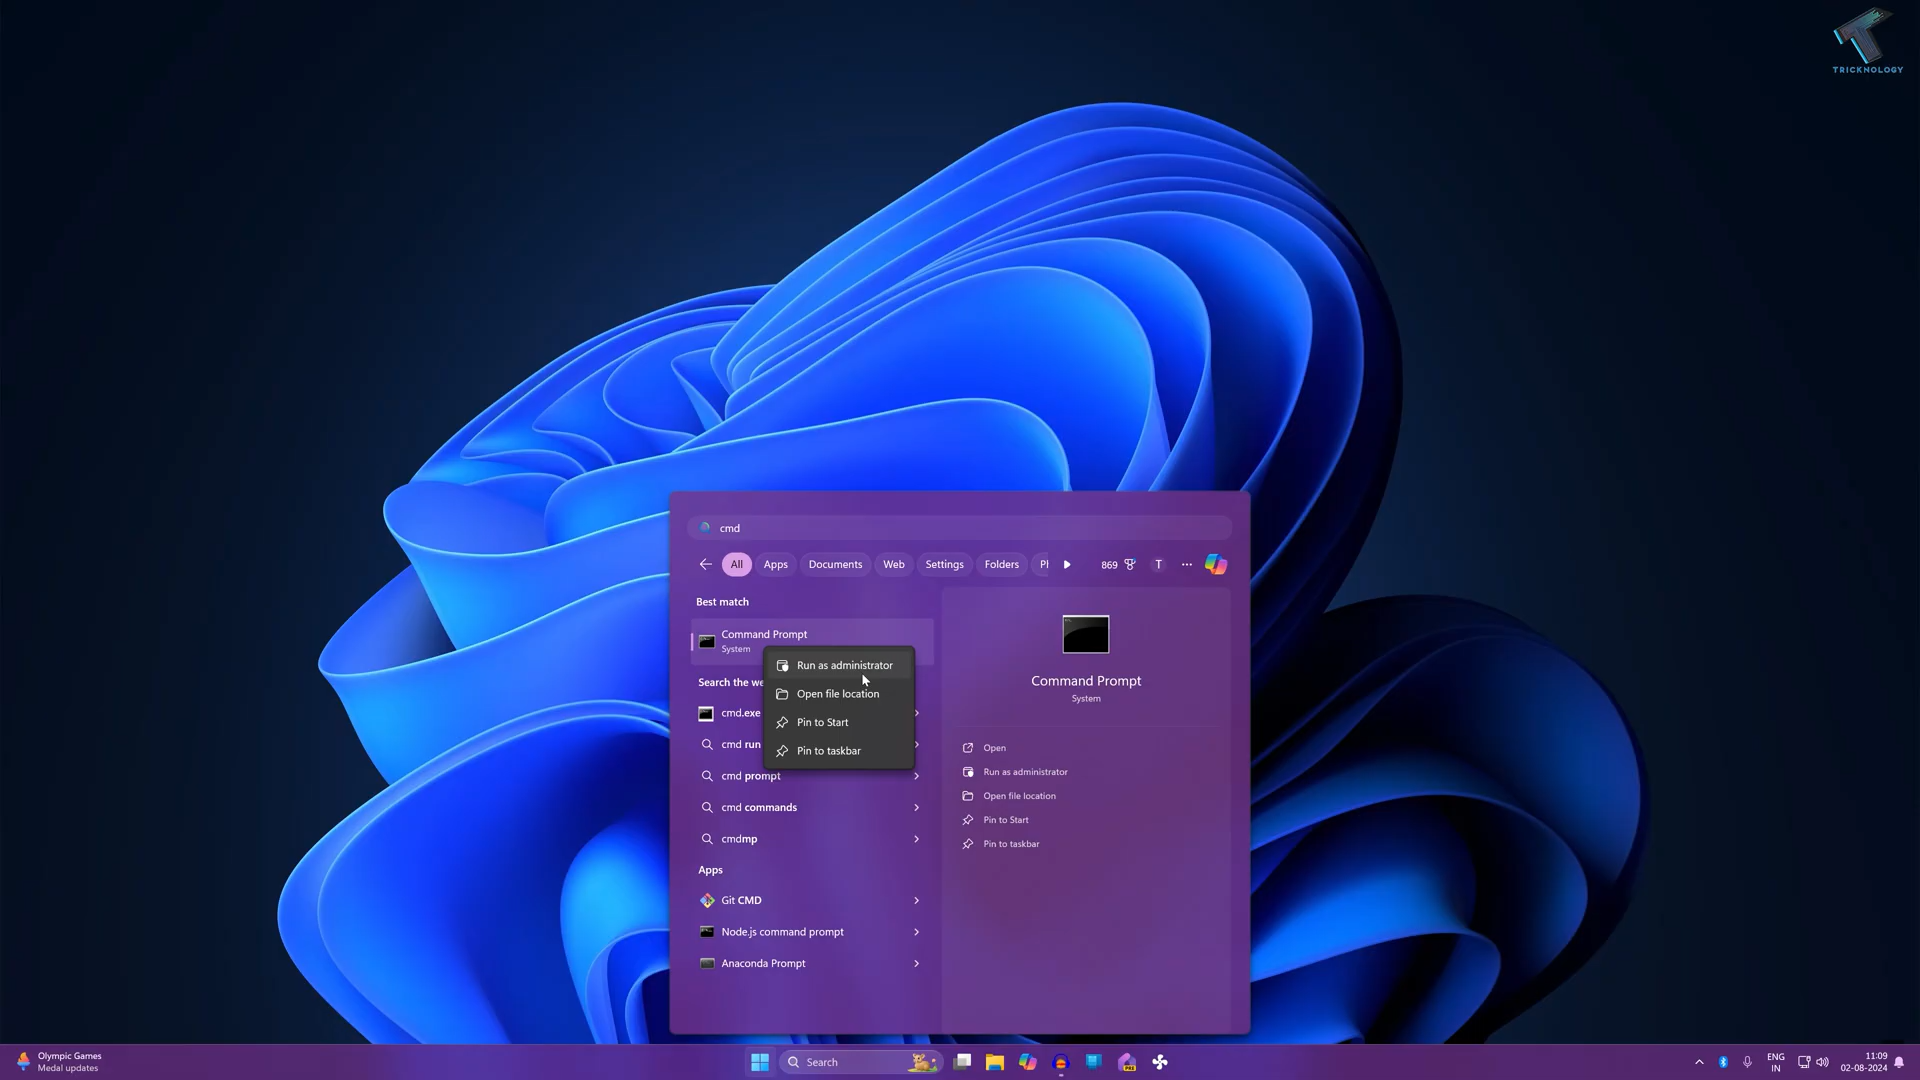 TRICKNOLOGY
cmd
All
Apps
Documents
Web
Settings
Folders
869
T
Best match
Command Prompt
System
Run as administrator
Open file location
Pin to Start
Pin to taskbar
Search the we
cmd.exe
cmd run
cmd prompt
cmd commands
cmdmp
Apps
Git CMD
Node.js command prompt
Anaconda Prompt
Command Prompt
System
Open
Run as administrator
Open file location
Pin to Start
Pin to taskbar
Olympic Games
Medal updates
Search
PRE
ENG
IN
11:09
02-08-2024